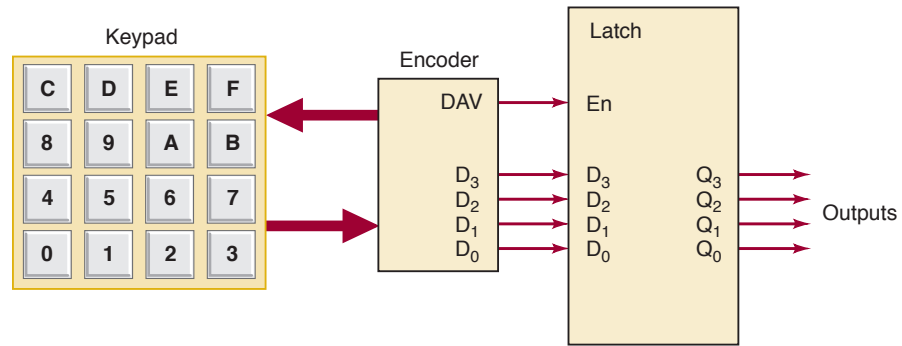 Keypad
C D E F
8 9 A B
4 5 6 7
0 1 2 3
Encoder
DAV
D3
D2
D1
D0
Latch
En
D3
D2
D1
D0
Q3
Q2
Q1
Q0
Outputs